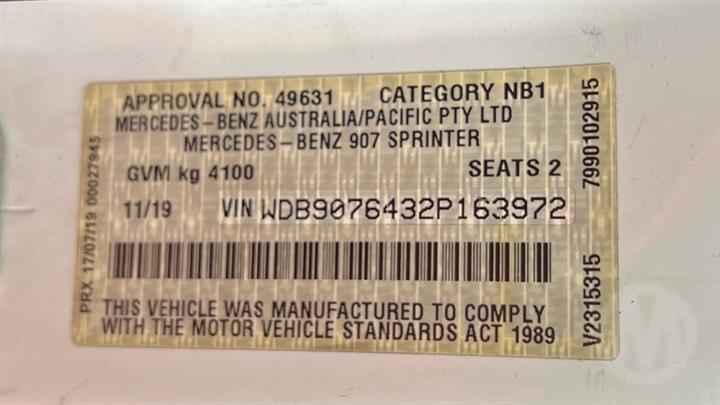 APPROVAL NO. 49631 CATEGORY NB1
MERCEDES-BENZ AUSTRALIA/PACIFIC PTY LTD
MERCEDES-BENZ 907 SPRINTER
GVM kg 4100 SEATS 2
11/19 VIN WDB9076432P163972
THIS VEHICLE WAS MANUFACTURED TO COMPLY
WITH THE MOTOR VEHICLE STANDARDS ACT 1989
PRX 17/07/19 00027945
V2315315 7990102915
M